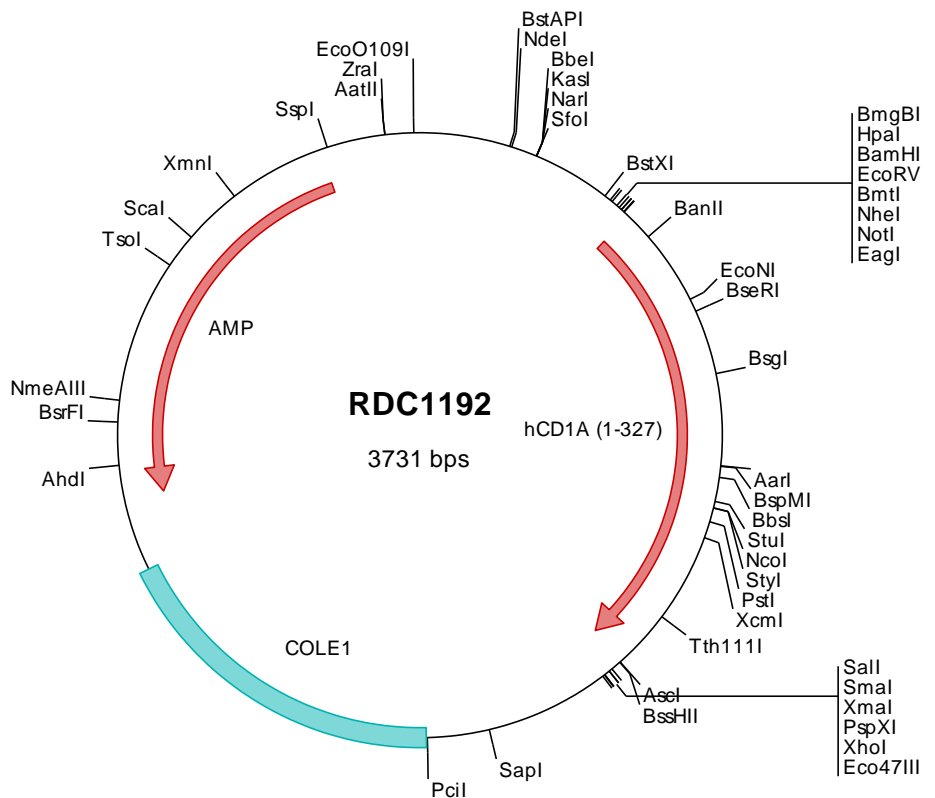 EcoO109I
ZraI
AatII
SspI
XmnI
ScaI
TsoI
NmeAIII
BsrFI
AhdI
BstAPI
NdeI
BbeI
KasI
NarI
SfoI
BstXI
BmgBI
HpaI
BamHI
EcoRV
BmtI
NheI
NotI
EagI
BanII
EcoNI
BseRI
BsgI
AMP
RDC1192
3731 bps
hCD1A (1-327)
AarI
BspMI
BbsI
StuI
NcoI
StyI
PstI
XcmI
Tth111I
AscI
BssHII
SalI
SmaI
XmaI
PspXI
XhoI
Eco47III
COLE1
SapI
PciI